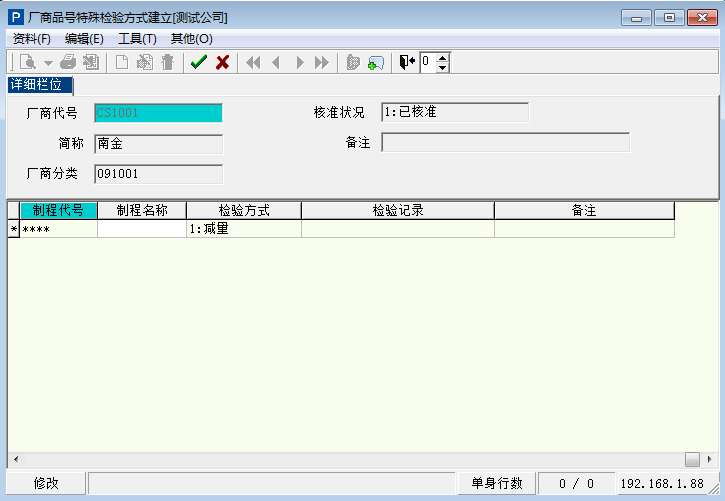 厂商品号特殊检验方式建立[测试公司]
资料(F) 编辑(E) 工具(T) 其他(O)
0
详细栏位
厂商代号 CS1001 核准状况 1:已核准
简称 南金 备注
厂商分类 091001
制程代号 制程名称 检验方式 检验记录 备注
* **** 1:减量
修改 单身行数 0 / 0 192.168.1.88